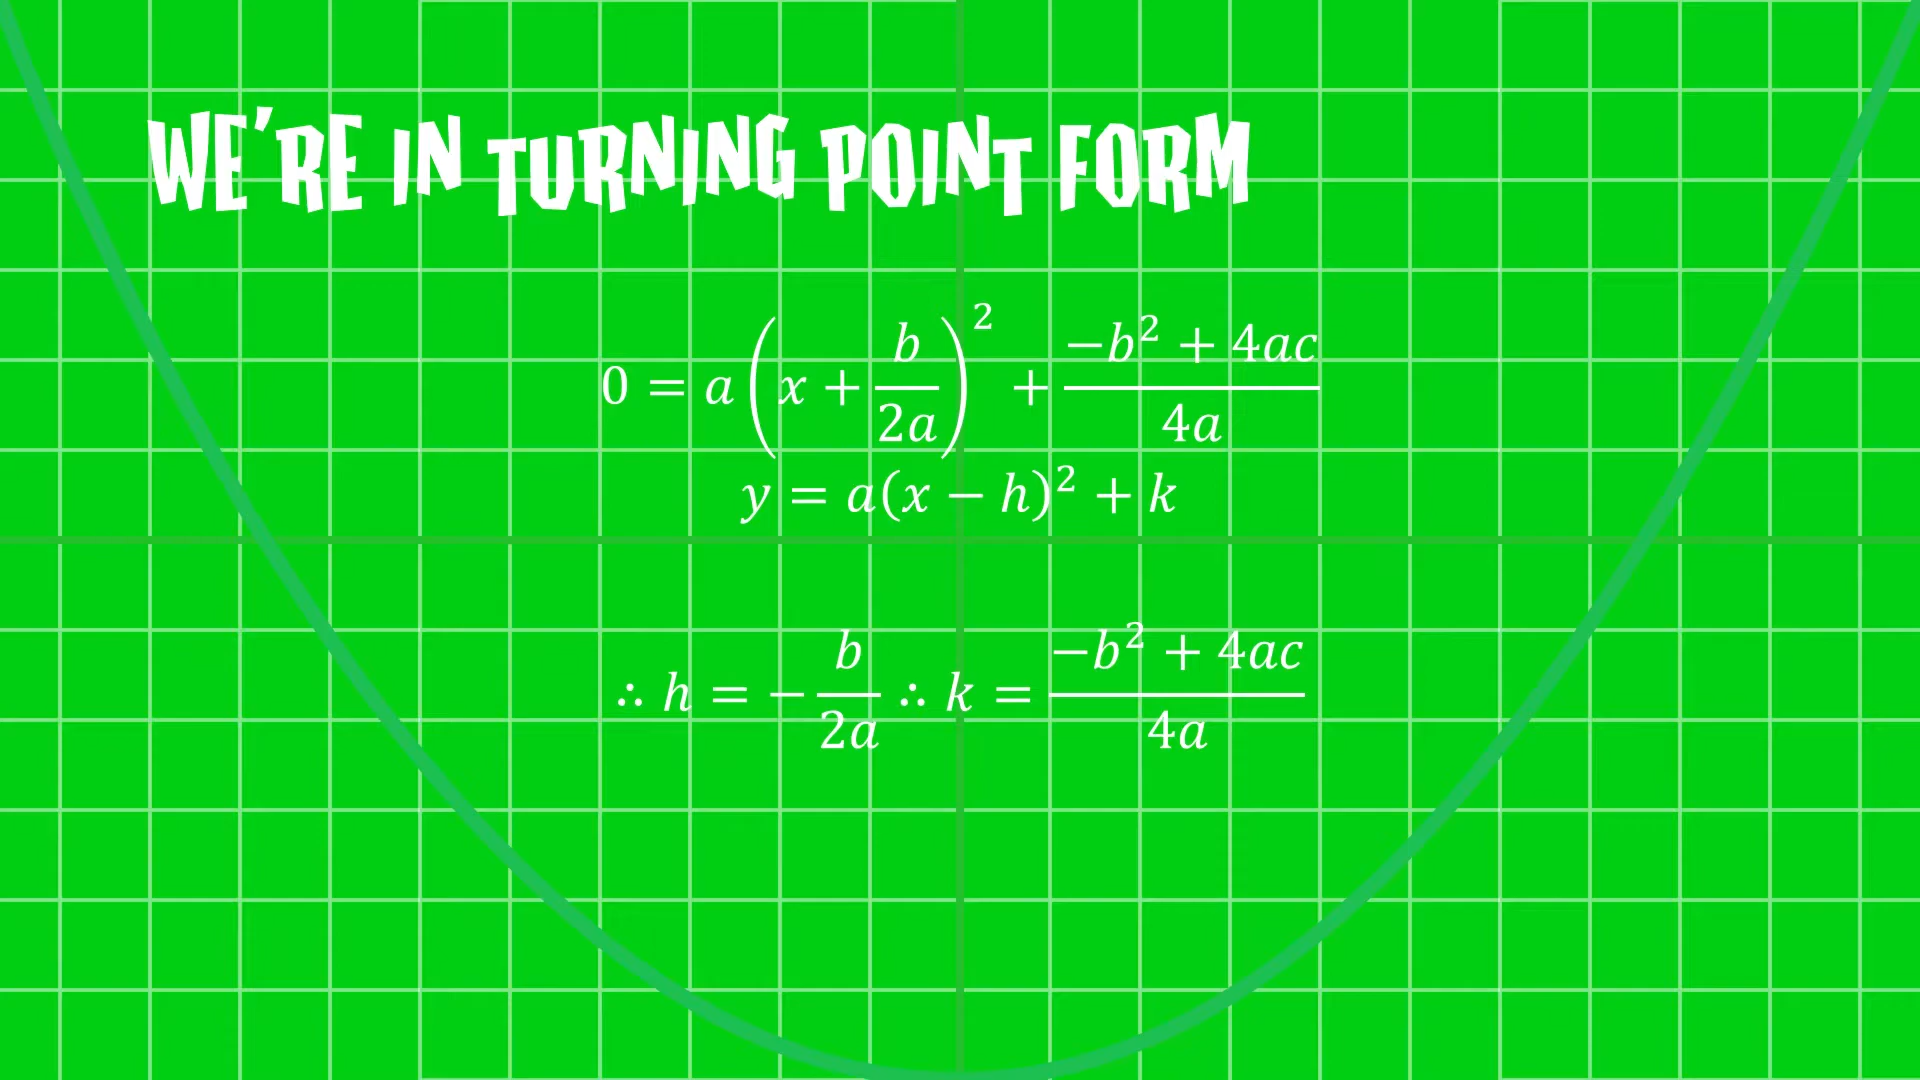 WE'RE IN TURNING POINT FORM
0 = a(x + b/2a)² + (−b² + 4ac)/4a
y = a(x − h)² + k
∴ h = −b/2a ∴ k = (−b² + 4ac)/4a